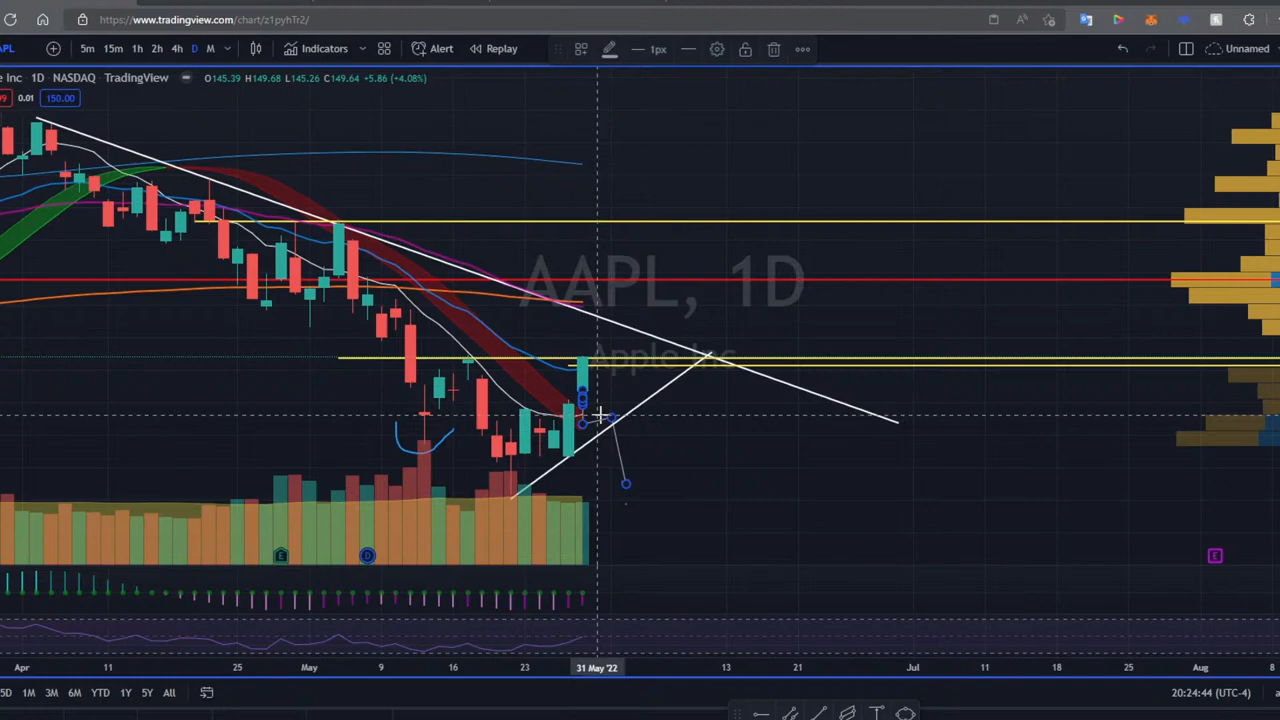 https://www.tradingview.com/chart/z1pyhTr2/
APL 5m 15m 1h 2h 4h D M Indicators Alert Replay 1px Unnamed
e Inc 1D NASDAQ TradingView O145.39 H149.68 L145.26 C149.64 +5.86 (+4.08%)
09 0.01 150.00
AAPL, 1D
Apple Inc
E D E
Apr 11 25 May 9 16 23 31 May '22 13 21 Jul 11 18 25 Aug 8
5D 1M 3M 6M YTD 1Y 5Y All 20:24:44 (UTC-4)